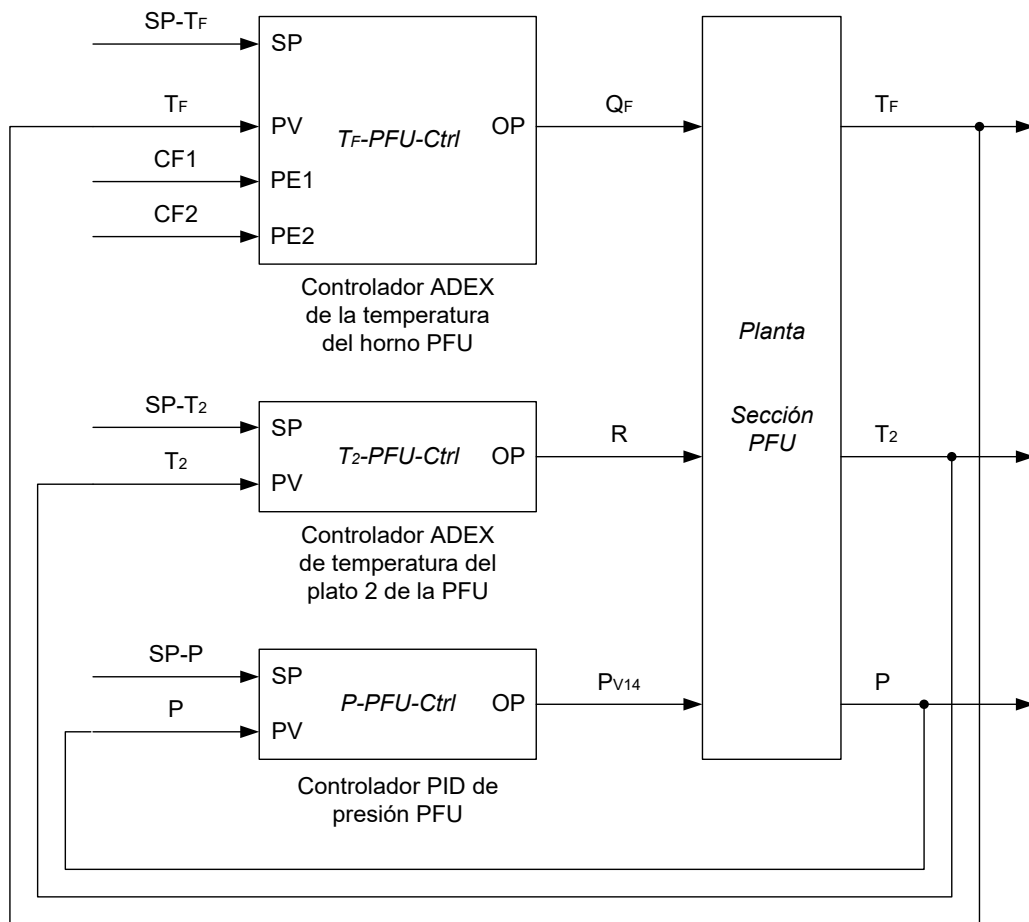 SP-TF
SP
TF
PV
TF-PFU-Ctrl
OP
QF
TF
CF1
PE1
CF2
PE2
Controlador ADEX
de la temperatura
del horno PFU
Planta
Sección
PFU
SP-T2
SP
T2
PV
T2-PFU-Ctrl
OP
R
T2
Controlador ADEX
de temperatura del
plato 2 de la PFU
SP-P
SP
P
PV
P-PFU-Ctrl
OP
PV14
P
Controlador PID de
presión PFU